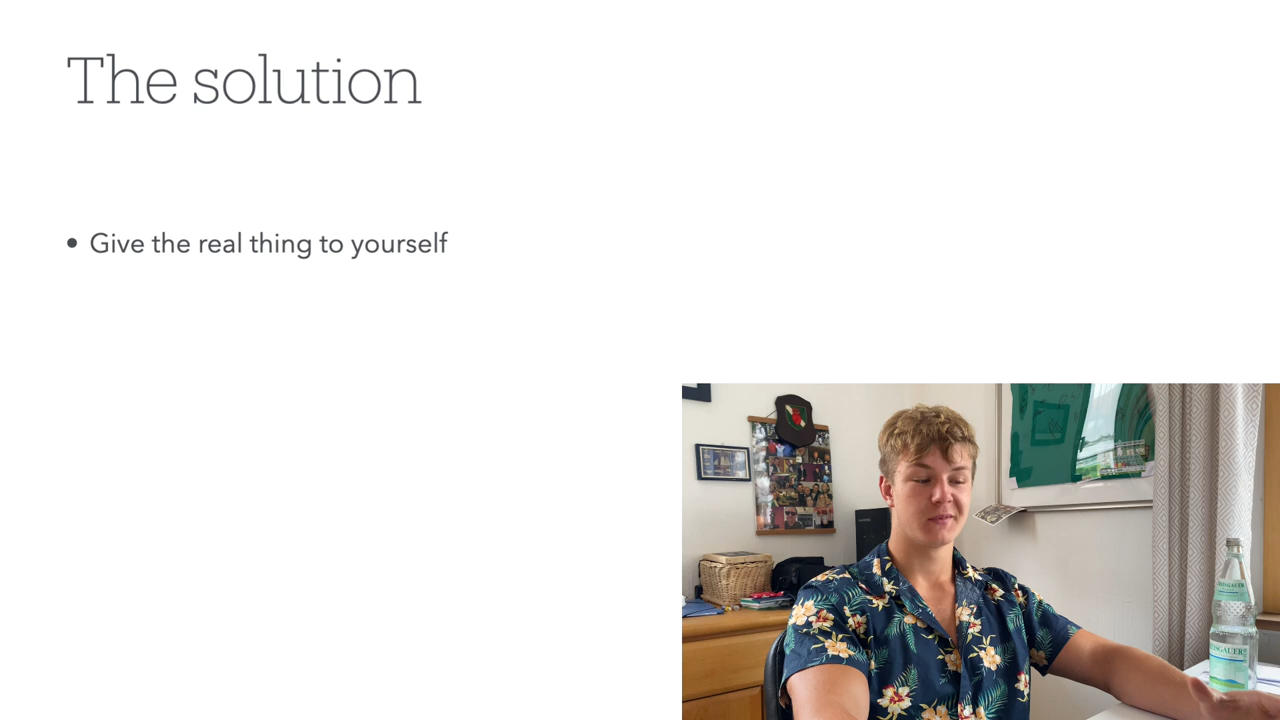 The solution
• Give the real thing to yourself